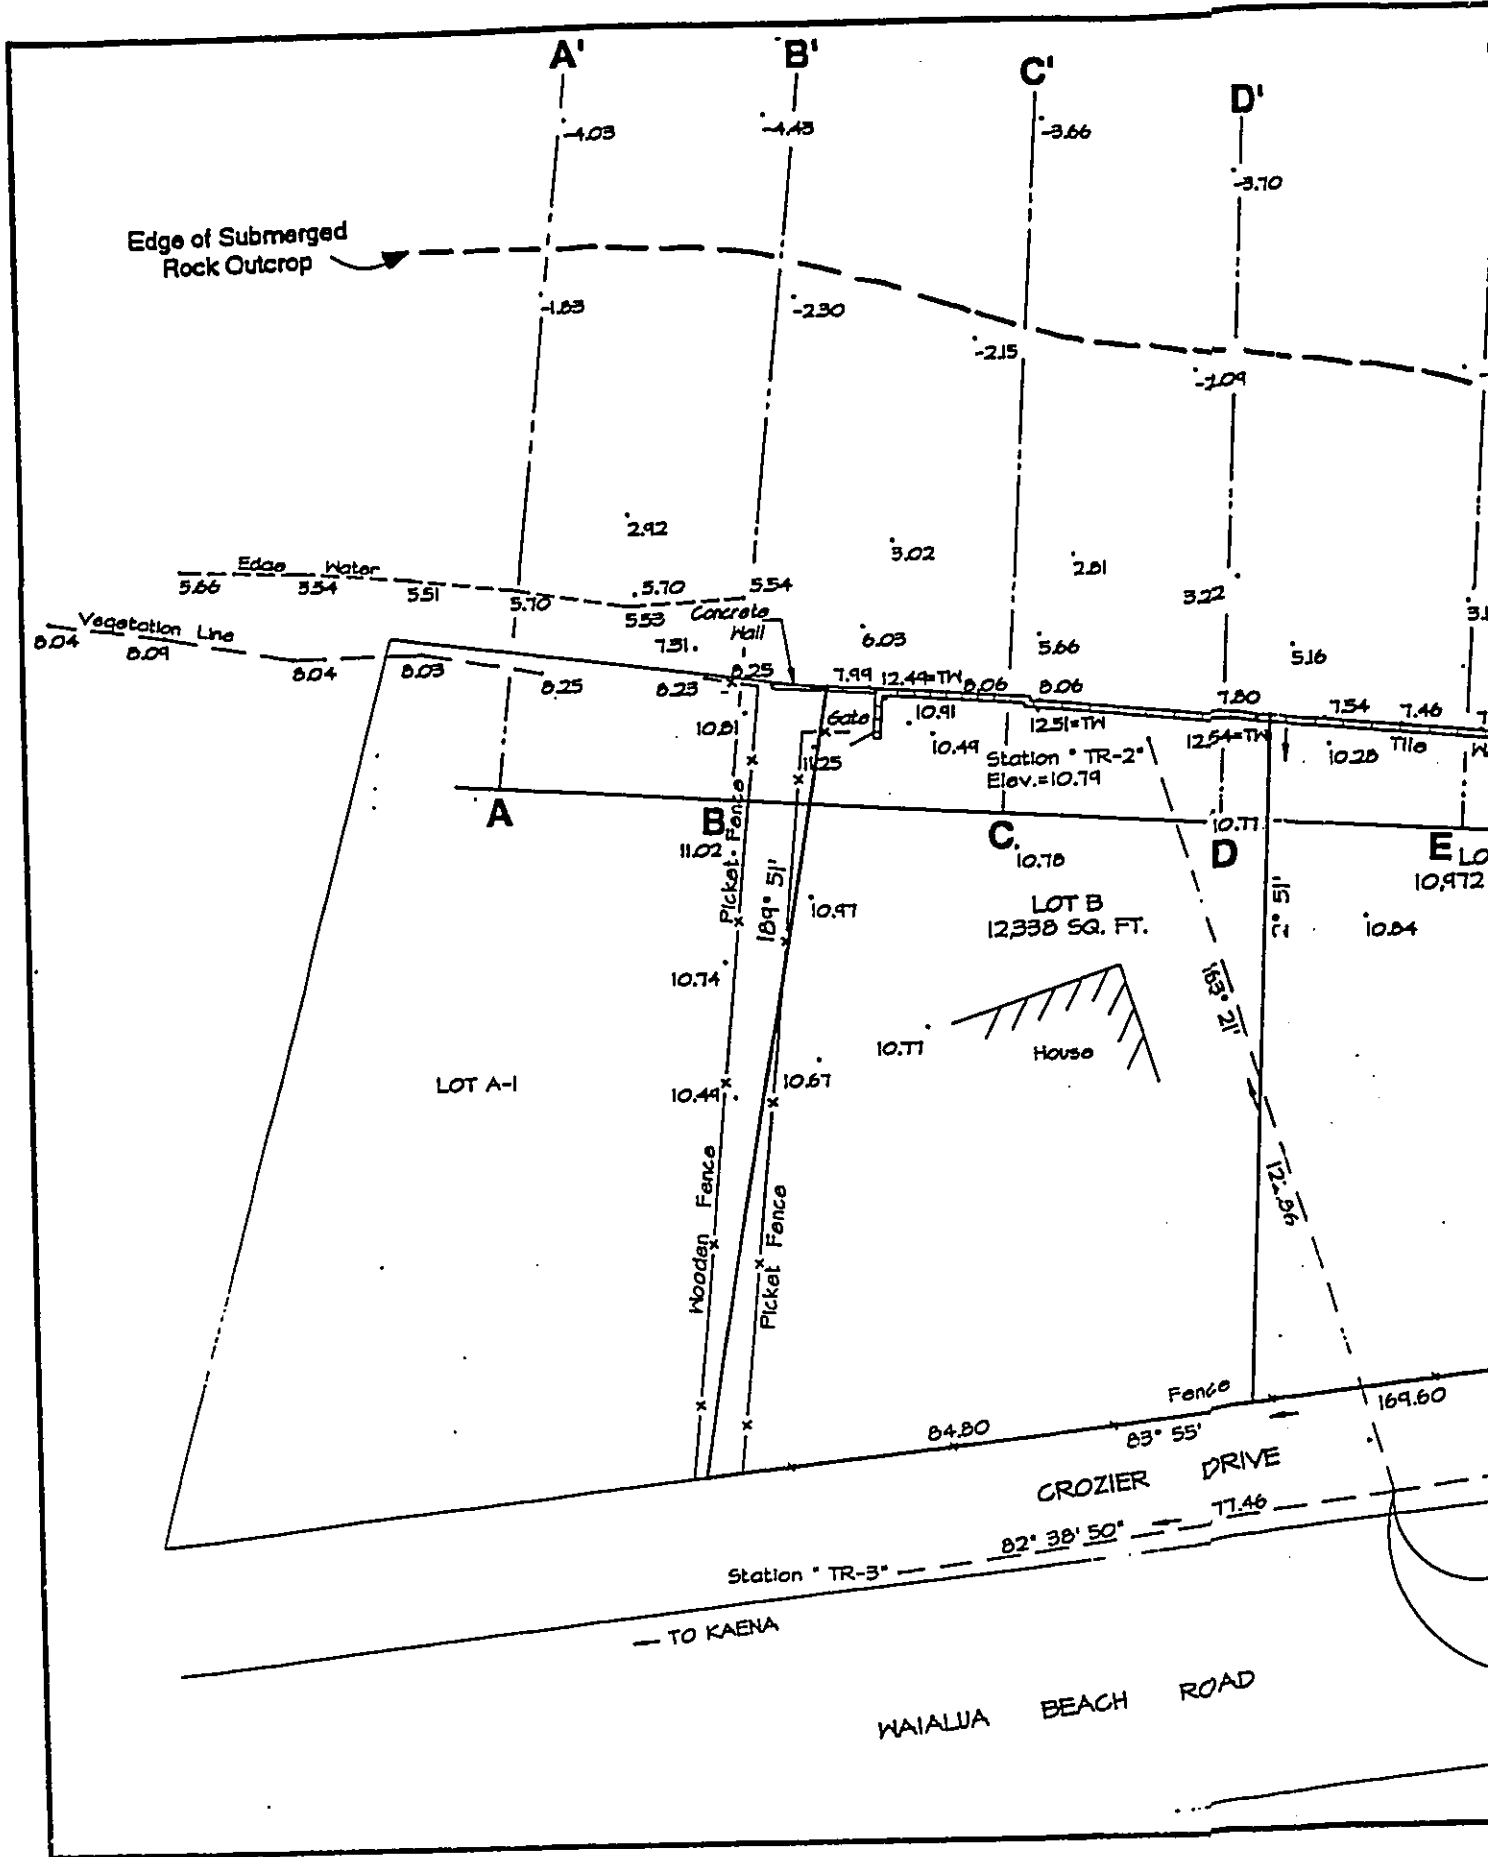 A'
B'
C'
D'
-4.03
-4.43
-3.66
-3.70
Edge of Submerged
Rock Outcrop
-1.83
-2.30
-2.15
-2.09
2.92
3.02
2.81
3.22
Edge Water
5.66
5.54
5.51
5.70
5.53
5.70
5.54
Vegetation Line
8.04
8.09
8.04
8.03
8.25
Concrete
Wall
7.31
8.25
8.23
6.03
5.66
5.16
7.99
12.44=TW
8.06
8.06
7.80
7.54
7.46
10.81
Gate
11.25
10.91
10.49
12.51=TW
12.54=TW
10.28
Tile
Station "TR-2"
Elev.=10.79
A
B
C
D
E
10.77
11.02
10.78
10,972
Picket Fence
189° 51'
10.97
LOT B
12,338 SQ. FT.
10.84
10.74
163° 21'
10.77
House
LOT A-1
10.49
10.67
Wooden Fence
Picket Fence
Fence
169.60
84.80
83° 55'
CROZIER DRIVE
77.46
82° 38' 50"
Station "TR-3"
TO KAENA
WAIALUA BEACH ROAD